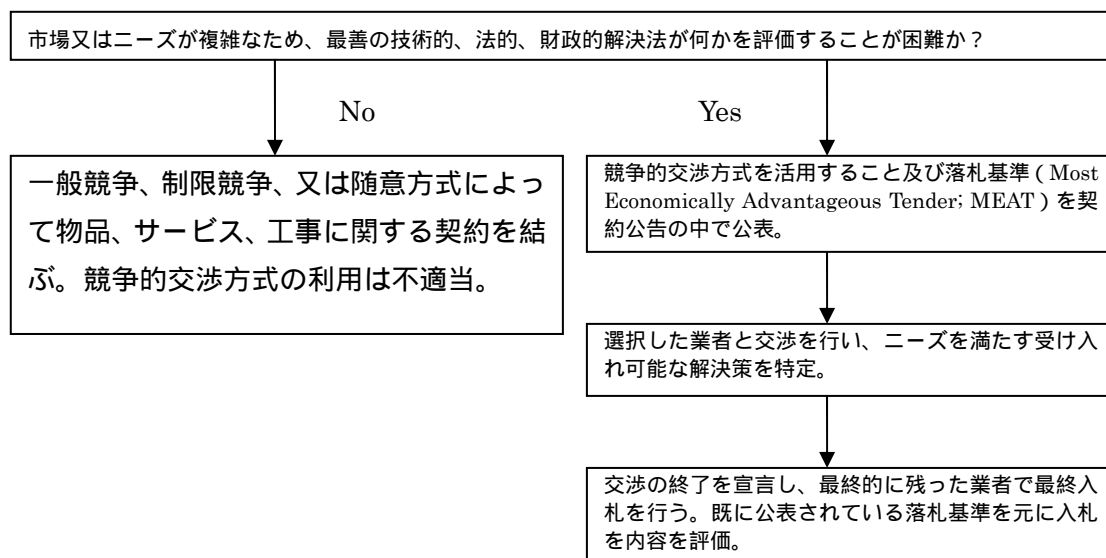 市場又はニーズが複雑なため、最善の技術的、法的、財政的解決法が何かを評価することが困難か？
No
Yes
一般競争、制限競争、又は随意方式によっ
て物品、サービス、工事に関する契約を結
ぶ。競争的交渉方式の利用は不適当。
競争的交渉方式を活用すること及び落札基準（Most
Economically Advantageous Tender; MEAT）を契
約公告の中で公表。
選択した業者と交渉を行い、ニーズを満たす受け入
れ可能な解決策を特定。
交渉の終了を宣言し、最終的に残った業者で最終入
札を行う。既に公表されている落札基準を元に入札
を内容を評価。